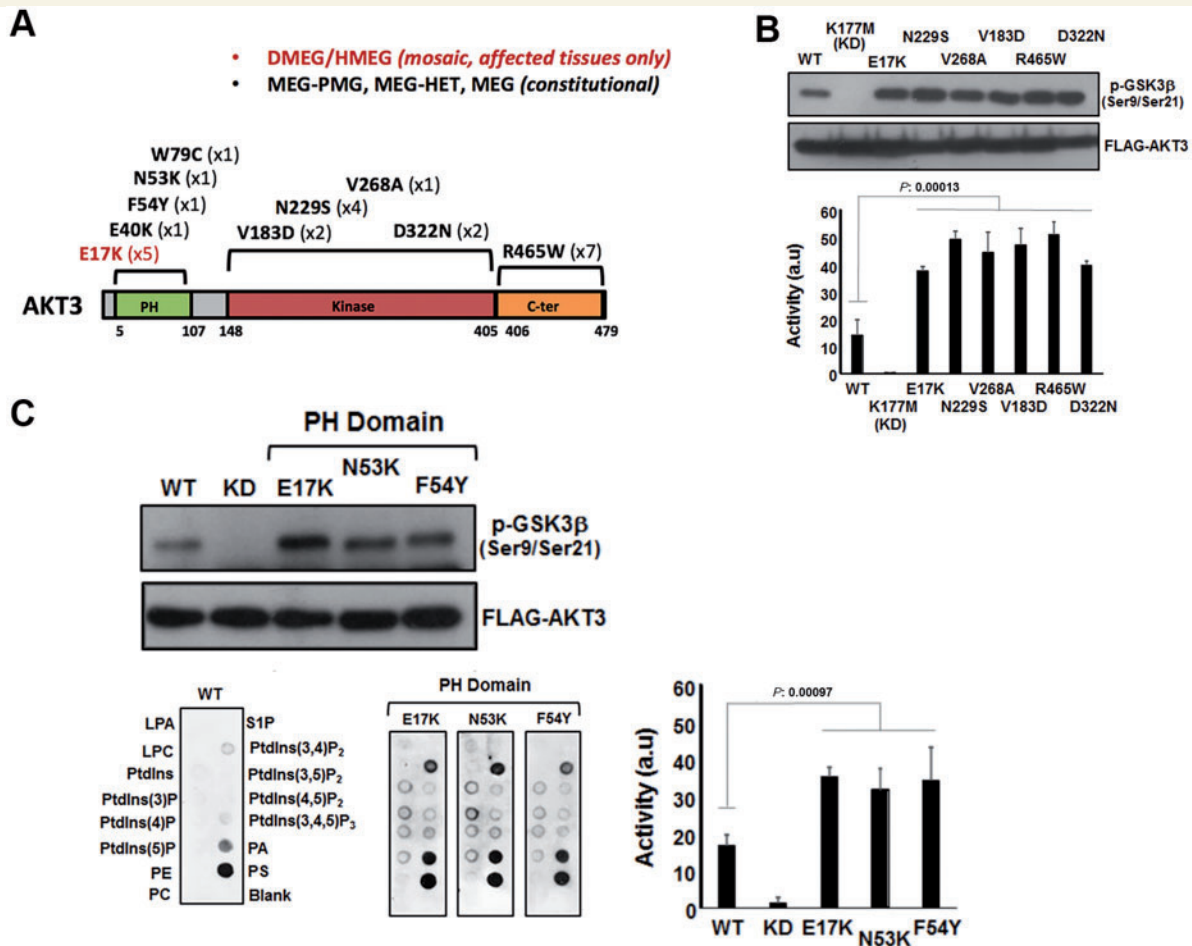 A
• DMEG/HMEG (mosaic, affected tissues only)
• MEG-PMG, MEG-HET, MEG (constitutional)
W79C (x1)
N53K (x1)
F54Y (x1)
E40K (x1)
E17K (x5)
V268A (x1)
N229S (x4)
V183D (x2)
D322N (x2)
R465W (x7)
AKT3
PH
Kinase
C-ter
5 107 148 405 406 479
B
K177M (KD)
N229S V183D D322N
WT E17K V268A R465W
p-GSK3β
(Ser9/Ser21)
FLAG-AKT3
P: 0.00013
Activity (a.u)
60
50
40
30
20
10
0
WT E17K V268A R465W
K177M (KD) N229S V183D D322N
C
PH Domain
WT KD E17K N53K F54Y
p-GSK3β
(Ser9/Ser21)
FLAG-AKT3
WT
LPA S1P
LPC PtdIns(3,4)P2
PtdIns PtdIns(3,5)P2
PtdIns(3)P PtdIns(4,5)P2
PtdIns(4)P PtdIns(3,4,5)P3
PtdIns(5)P PA
PE PS
PC Blank
PH Domain
E17K N53K F54Y
P: 0.00097
Activity (a.u)
60
50
40
30
20
10
0
WT KD E17K N53K F54Y